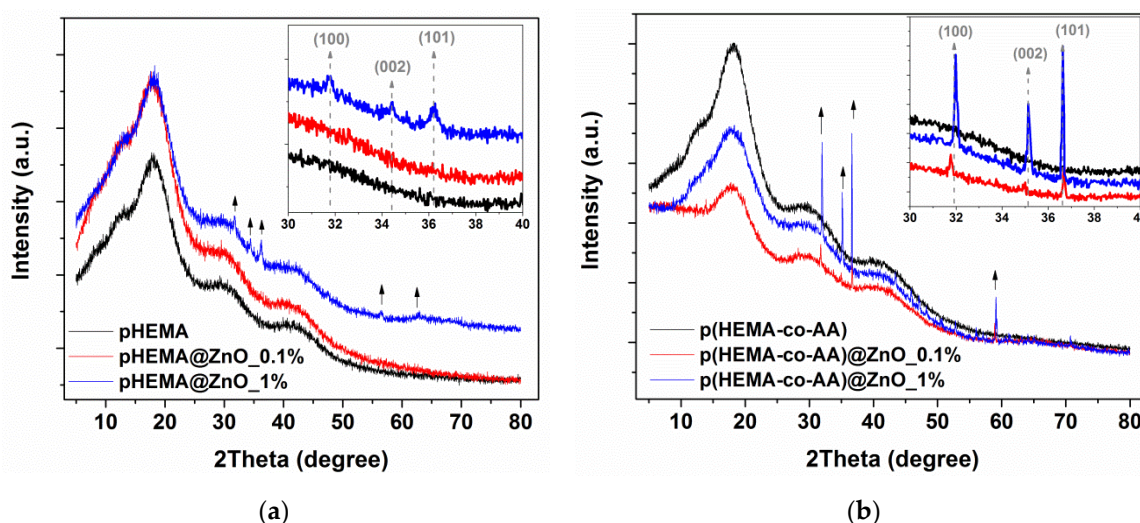 (100)
(002)
(101)
30 32 34 36 38 40
Intensity (a.u.)
pHEMA
pHEMA@ZnO_0.1%
pHEMA@ZnO_1%
10 20 30 40 50 60 70 80
2Theta (degree)
(a)
(100)
(002)
(101)
30 32 34 36 38 40
Intensity (a.u.)
p(HEMA-co-AA)
p(HEMA-co-AA)@ZnO_0.1%
p(HEMA-co-AA)@ZnO_1%
10 20 30 40 50 60 70 80
2Theta (degree)
(b)